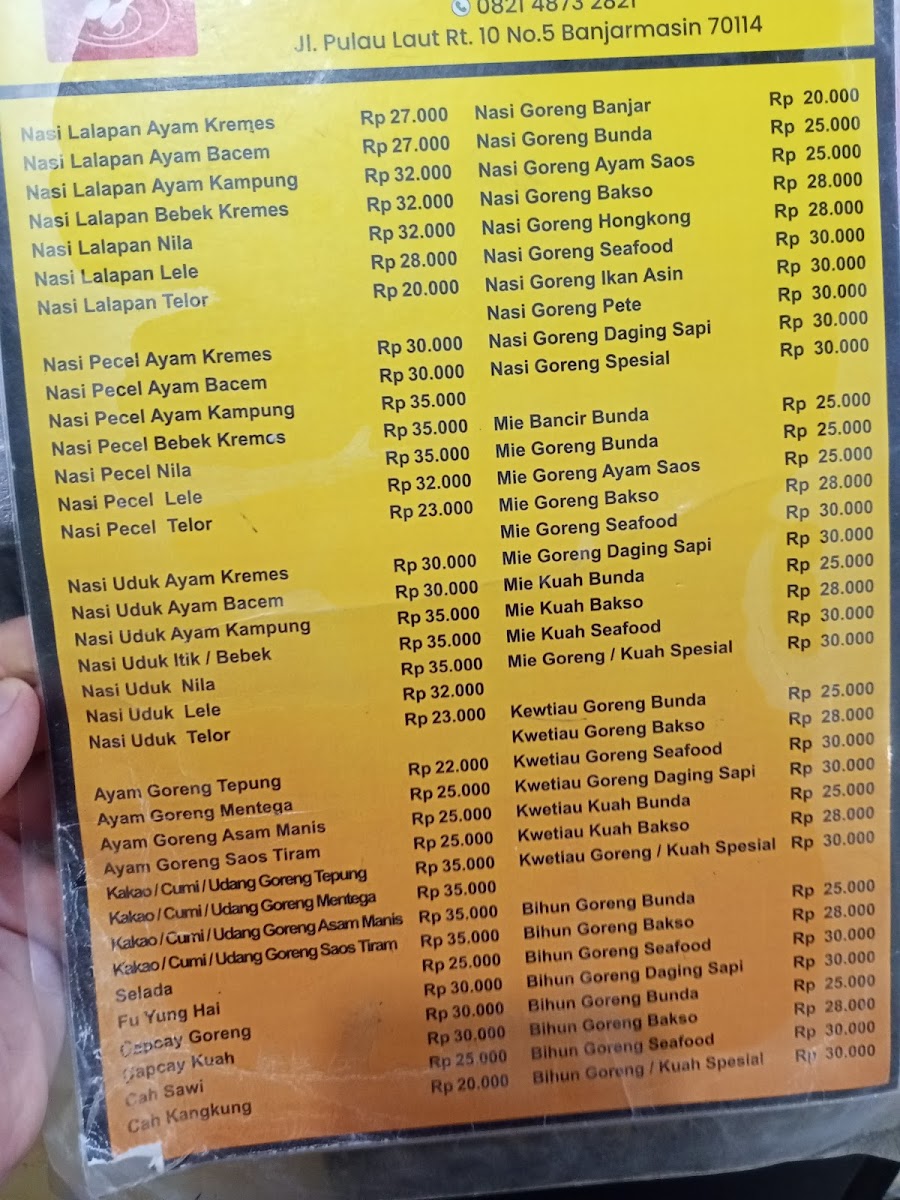 0821 4873 2821
Jl. Pulau Laut Rt. 10 No.5 Banjarmasin 70114
Nasi Lalapan Ayam Kremes Rp 27.000
Nasi Lalapan Ayam Bacem Rp 27.000
Nasi Lalapan Ayam Kampung Rp 32.000
Nasi Lalapan Bebek Kremes Rp 32.000
Nasi Lalapan Nila Rp 32.000
Nasi Lalapan Lele Rp 28.000
Nasi Lalapan Telor Rp 20.000
Nasi Pecel Ayam Kremes Rp 30.000
Nasi Pecel Ayam Bacem Rp 30.000
Nasi Pecel Ayam Kampung Rp 35.000
Nasi Pecel Bebek Kremes Rp 35.000
Nasi Pecel Nila Rp 35.000
Nasi Pecel Lele Rp 32.000
Nasi Pecel Telor Rp 23.000
Nasi Uduk Ayam Kremes Rp 30.000
Nasi Uduk Ayam Bacem Rp 30.000
Nasi Uduk Ayam Kampung Rp 35.000
Nasi Uduk Itik / Bebek Rp 35.000
Nasi Uduk Nila Rp 35.000
Nasi Uduk Lele Rp 32.000
Nasi Uduk Telor Rp 23.000
Ayam Goreng Tepung Rp 22.000
Ayam Goreng Mentega Rp 25.000
Ayam Goreng Asam Manis Rp 25.000
Ayam Goreng Saos Tiram Rp 25.000
Kakao / Cumi / Udang Goreng Tepung Rp 35.000
Kakao / Cumi / Udang Goreng Mentega Rp 35.000
Kakao / Cumi / Udang Goreng Asam Manis Rp 35.000
Kakao / Cumi / Udang Goreng Saos Tiram Rp 35.000
Selada Rp 25.000
Fu Yung Hai Rp 30.000
Capcay Goreng Rp 30.000
Capcay Kuah Rp 30.000
Cah Sawi Rp 25.000
Cah Kangkung Rp 20.000
Nasi Goreng Banjar Rp 20.000
Nasi Goreng Bunda Rp 25.000
Nasi Goreng Ayam Saos Rp 25.000
Nasi Goreng Bakso Rp 28.000
Nasi Goreng Hongkong Rp 28.000
Nasi Goreng Seafood Rp 30.000
Nasi Goreng Ikan Asin Rp 30.000
Nasi Goreng Pete Rp 30.000
Nasi Goreng Daging Sapi Rp 30.000
Nasi Goreng Spesial Rp 30.000
Mie Bancir Bunda Rp 25.000
Mie Goreng Bunda Rp 25.000
Mie Goreng Ayam Saos Rp 25.000
Mie Goreng Bakso Rp 28.000
Mie Goreng Seafood Rp 30.000
Mie Goreng Daging Sapi Rp 30.000
Mie Kuah Bunda Rp 25.000
Mie Kuah Bakso Rp 28.000
Mie Kuah Seafood Rp 30.000
Mie Goreng / Kuah Spesial Rp 30.000
Kewtiau Goreng Bunda Rp 25.000
Kwetiau Goreng Bakso Rp 28.000
Kwetiau Goreng Seafood Rp 30.000
Kwetiau Goreng Daging Sapi Rp 30.000
Kwetiau Kuah Bunda Rp 25.000
Kwetiau Kuah Bakso Rp 28.000
Kwetiau Goreng / Kuah Spesial Rp 30.000
Bihun Goreng Bunda Rp 25.000
Bihun Goreng Bakso Rp 28.000
Bihun Goreng Seafood Rp 30.000
Bihun Goreng Daging Sapi Rp 30.000
Bihun Goreng Bunda Rp 25.000
Bihun Goreng Bakso Rp 28.000
Bihun Goreng Seafood Rp 30.000
Bihun Goreng / Kuah Spesial Rp 30.000